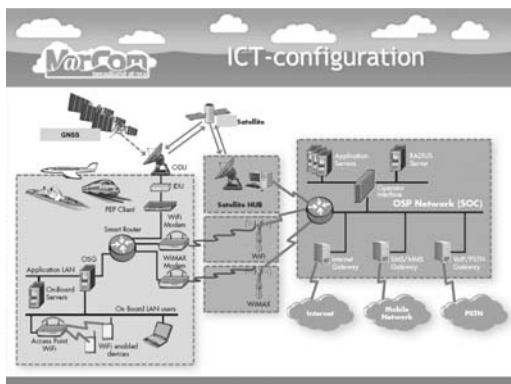 MarCom
ICT-configuration
GNSS
Satellite
ODU
IDU
PEP Client
WiFi
Modem
Smart Router
WiMAX
Modem
OSG
Application LAN
On-Board
Servers
On Board LAN users
Access Point
WiFi
WiFi enabled
devices
Satellite HUB
WiFi
WiMAX
Application
Servers
RADIUS
Server
Operator
Interface
OSP Network (SOC)
Internet
Gateway
SMS/MMS
Gateway
VoIP/PSTN
Gateway
Internet
Mobile
Network
PSTN